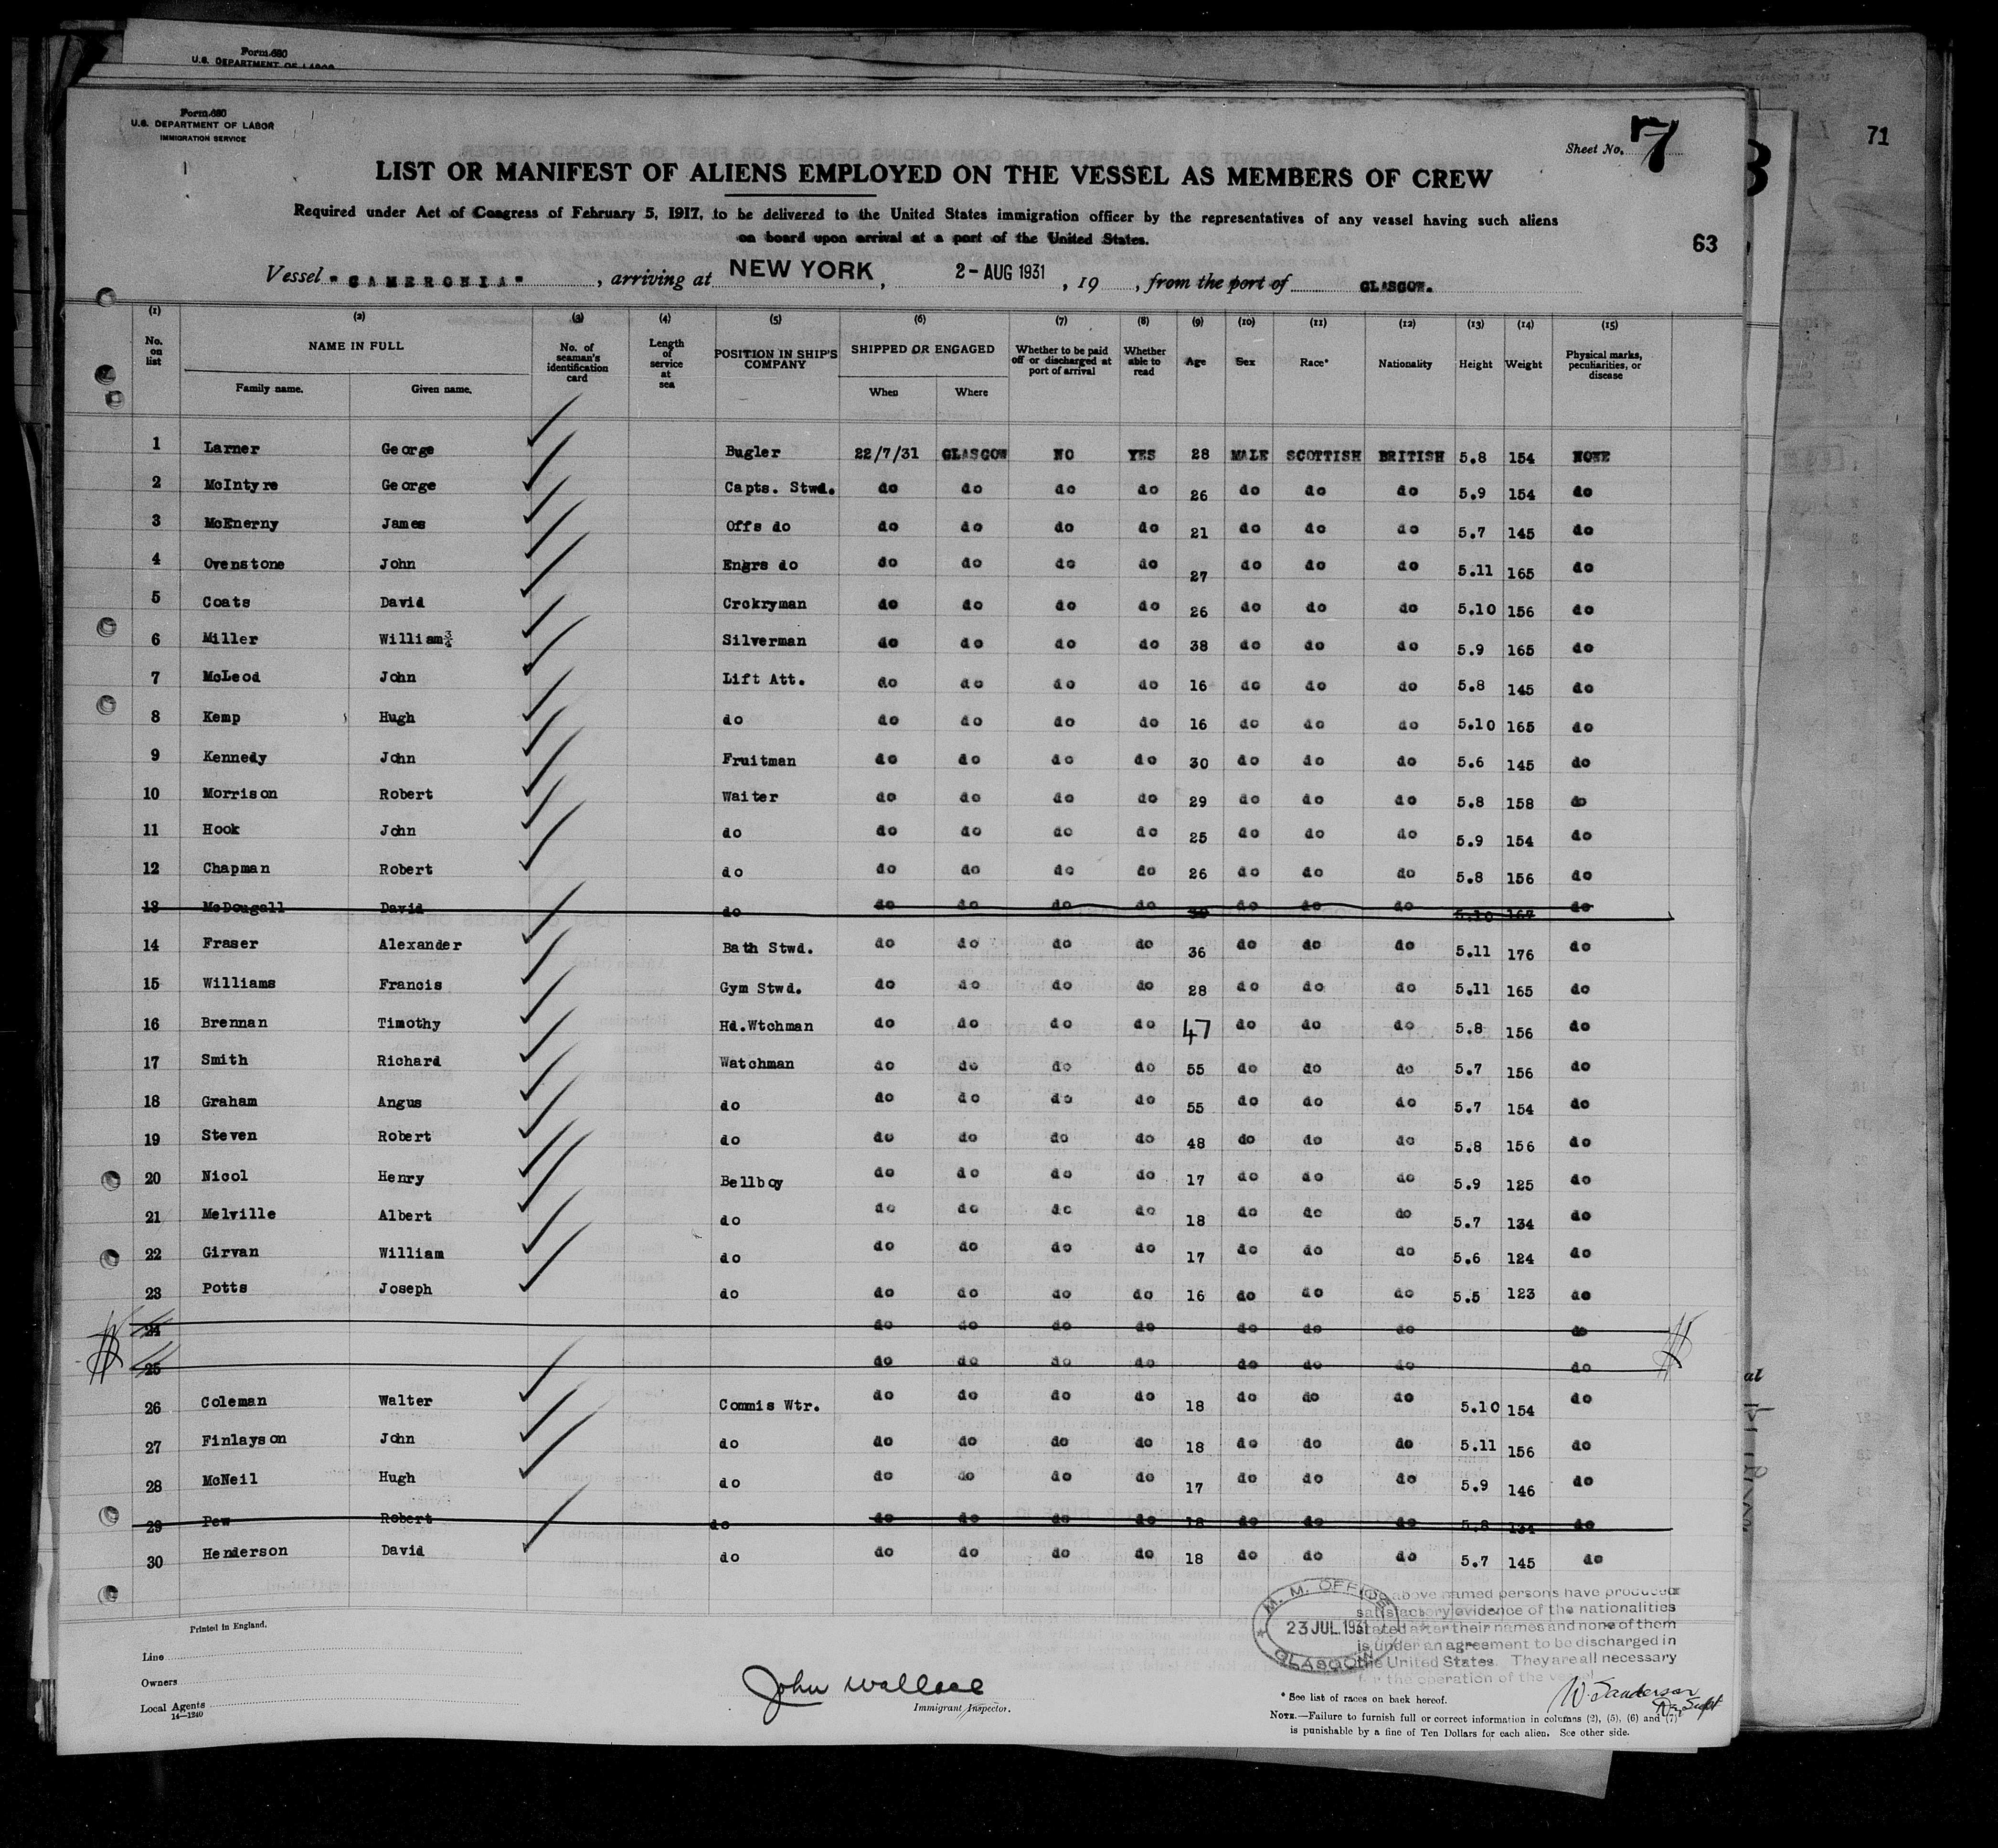 Form 680
U.S. DEPARTMENT OF LABOR
71
Form 680
U.S. DEPARTMENT OF LABOR
IMMIGRATION SERVICE
Sheet No. 7
LIST OR MANIFEST OF ALIENS EMPLOYED ON THE VESSEL AS MEMBERS OF CREW
Required under Act of Congress of February 5, 1917, to be delivered to the United States immigration officer by the representatives of any vessel having such aliens
on board upon arrival at a port of the United States.
63
Vessel "CAMERONIA", arriving at NEW YORK, 2-AUG 1931, 19 , from the port of GLASGOW.
(1) (2) (3) (4) (5) (6) (7) (8) (9) (10) (11) (12) (13) (14) (15)
No. on list NAME IN FULL Family name. Given name. No. of seaman's identification card Length of service at sea POSITION IN SHIP'S COMPANY SHIPPED OR ENGAGED When Where Whether to be paid off or discharged at port of arrival Whether able to read Age Sex Race* Nationality Height Weight Physical marks, peculiarities, or disease
1 Larner George Bugler 22/7/31 GLASGOW NO YES 28 MALE SCOTTISH BRITISH 5.8 154 NONE
2 McIntyre George Capts. Stwd. do do do do 26 do do do 5.9 154 do
3 McEnerny James Offs do do do do do 21 do do do 5.7 145 do
4 Ovenstone John Engrs do do do do do 27 do do do 5.11 165 do
5 Coats David Crokryman do do do do 26 do do do 5.10 156 do
6 Miller William Silverman do do do do 38 do do do 5.9 165 do
7 McLeod John Lift Att. do do do do 16 do do do 5.8 145 do
8 Kemp Hugh do do do do do 16 do do do 5.10 165 do
9 Kennedy John Fruitman do do do do 30 do do do 5.6 145 do
10 Morrison Robert Waiter do do do do 29 do do do 5.8 158 do
11 Hook John do do do do do 25 do do do 5.9 154 do
12 Chapman Robert do do do do do 26 do do do 5.8 156 do
13 McDougall David do do do do do do do do 5.10 167 do
14 Fraser Alexander Bath Stwd. do do do do 36 do do do 5.11 176 do
15 Williams Francis Gym Stwd. do do do do 28 do do do 5.11 165 do
16 Brennan Timothy Hd.Wtchman do do do do 47 do do do 5.8 156 do
17 Smith Richard Watchman do do do do 55 do do do 5.7 156 do
18 Graham Angus do do do do do 55 do do do 5.7 154 do
19 Steven Robert do do do do do 48 do do do 5.8 156 do
20 Nicol Henry Bellboy do do do do 17 do do do 5.9 125 do
21 Melville Albert do do do do do 18 do do do 5.7 134 do
22 Girvan William do do do do do 17 do do do 5.6 124 do
23 Potts Joseph do do do do do 16 do do do 5.5 123 do
24 do do do do do do do do
25 do do do do do do do do
26 Coleman Walter Commis Wtr. do do do do 18 do do do 5.10 154 do
27 Finlayson John do do do do do 18 do do do 5.11 156 do
28 McNeil Hugh do do do do do 17 do do do 5.9 146 do
29 Pew Robert do do do do do 18 do do do 5.8 134 do
30 Henderson David do do do do do 18 do do do 5.7 145 do
M. M. OFFICE
23 JUL 1931
GLASGOW
above named persons have produced
satisfactory evidence of the nationalities
stated after their names and none of them
is under an agreement to be discharged in
the United States. They are all necessary
for the operation of the vessel
Printed in England.
Line
Owners
Local Agents
14—1240
John Wallace
Immigrant Inspector.
W. Sanderson
* See list of races on back hereof.
NOTE.—Failure to furnish full or correct information in columns (2), (5), (6) and (7)
is punishable by a fine of Ten Dollars for each alien. See other side.